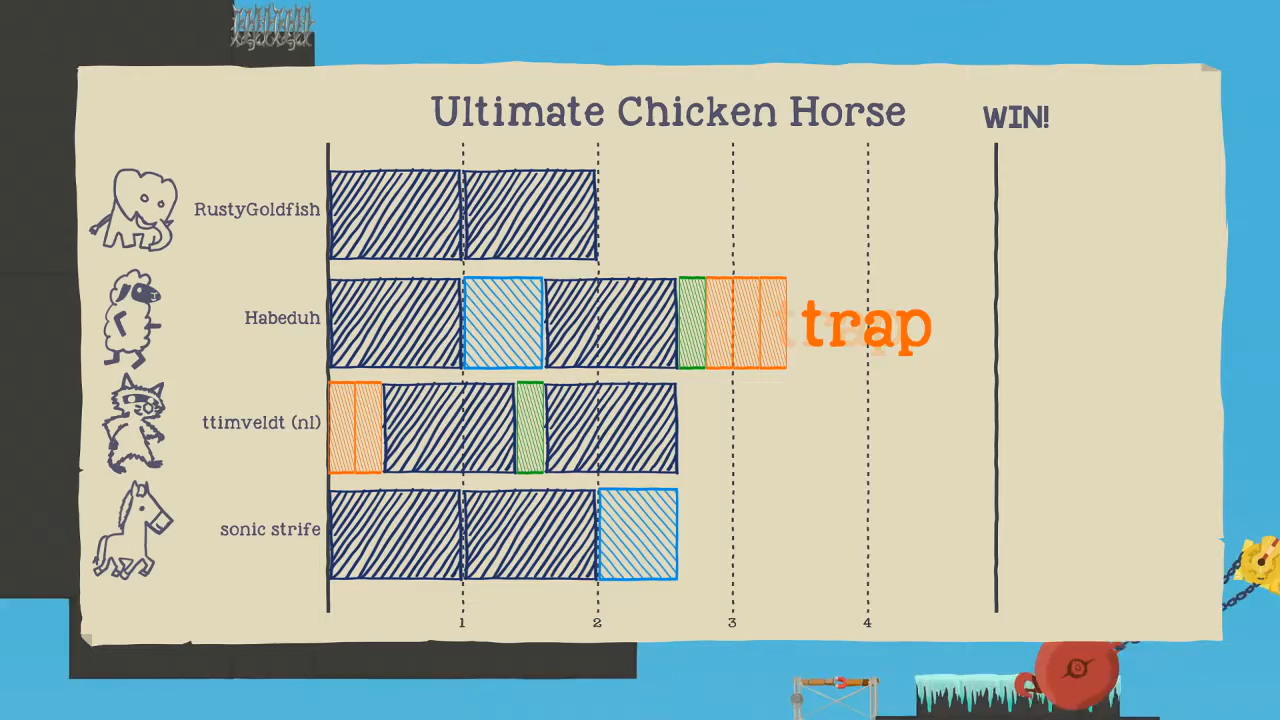 Ultimate Chicken Horse
WIN!
RustyGoldfish
Habeduh
trap
ttimveldt (nl)
sonic strife
1 2 3 4